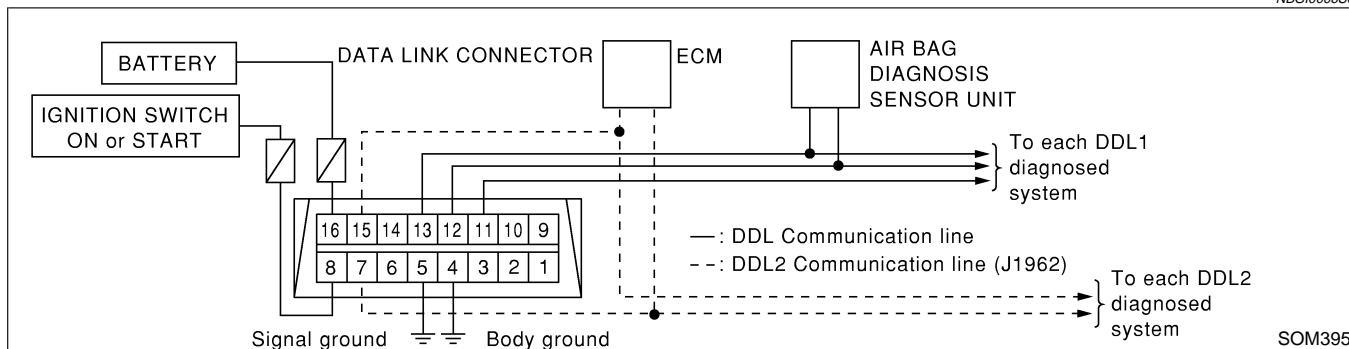 BATTERY
IGNITION SWITCH
ON or START
DATA LINK CONNECTOR
ECM
AIR BAG
DIAGNOSIS
SENSOR UNIT
To each DDL1
diagnosed
system
16 15 14 13 12 11 10 9
8 7 6 5 4 3 2 1
— : DDL Communication line
-- : DDL2 Communication line (J1962)
To each DDL2
diagnosed
system
Signal ground
Body ground
SOM395